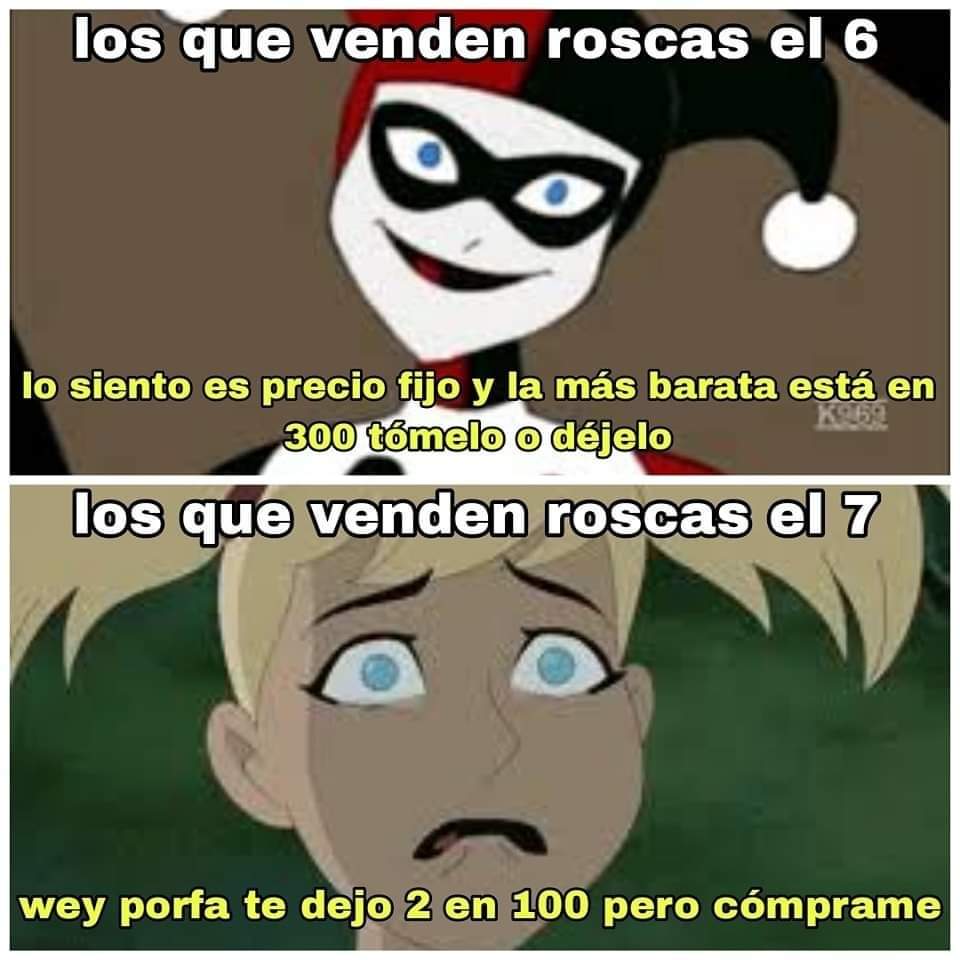 los que venden roscas el 6
lo siento es precio fijo y la más barata está en
300 tómelo o déjelo
K969
los que venden roscas el 7
wey porfa te dejo 2 en 100 pero cómprame